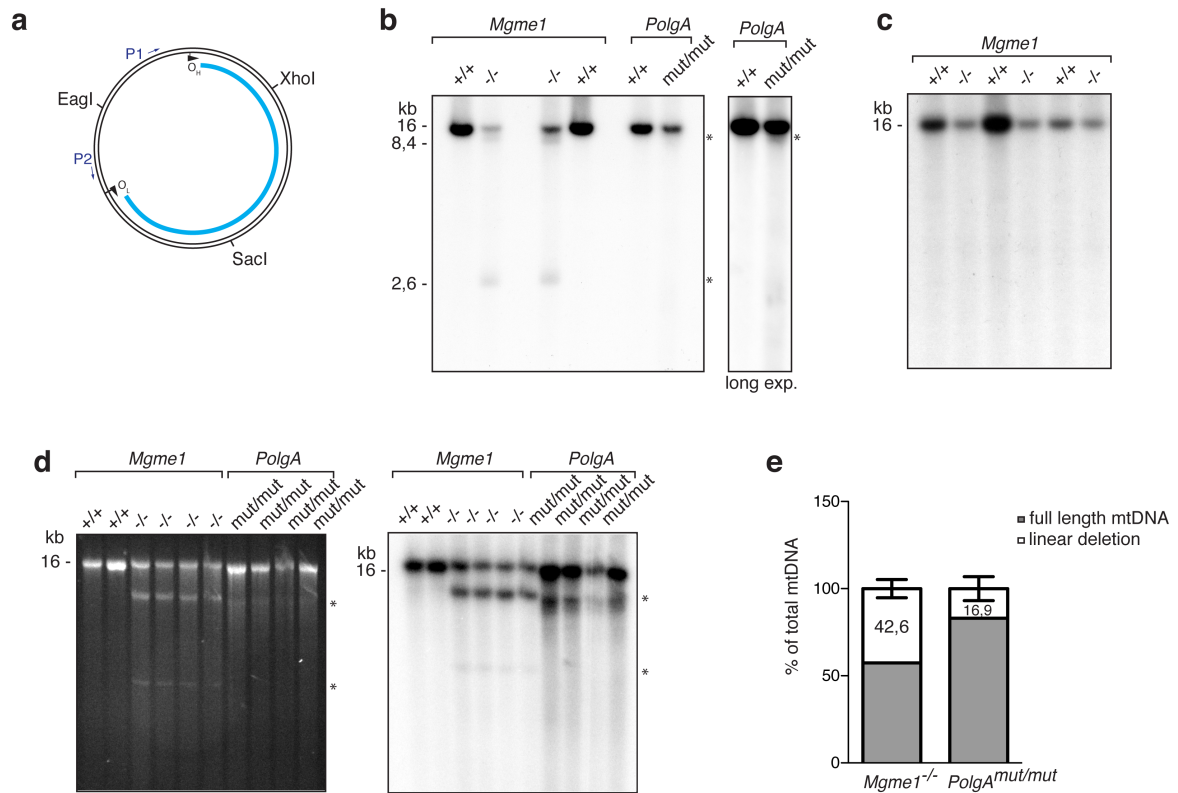 a
P1
OH
XhoI
EagI
P2
OL
SacI
b
Mgme1
PolgA
PolgA
+/+ -/- -/- +/+ +/+ mut/mut
+/+ mut/mut
kb
16 -
8,4 -
2,6 -
*
*
*
long exp.
c
Mgme1
+/+ -/- +/+ -/- +/+ -/-
kb
16 -
d
Mgme1 PolgA
+/+ +/+ -/- -/- -/- -/- mut/mut mut/mut mut/mut mut/mut
kb
16 -
*
*
Mgme1 PolgA
+/+ +/+ -/- -/- -/- -/- mut/mut mut/mut mut/mut mut/mut
kb
16 -
*
*
e
% of total mtDNA
150
100
50
0
full length mtDNA
linear deletion
42,6
16,9
Mgme1-/- PolgAmut/mut